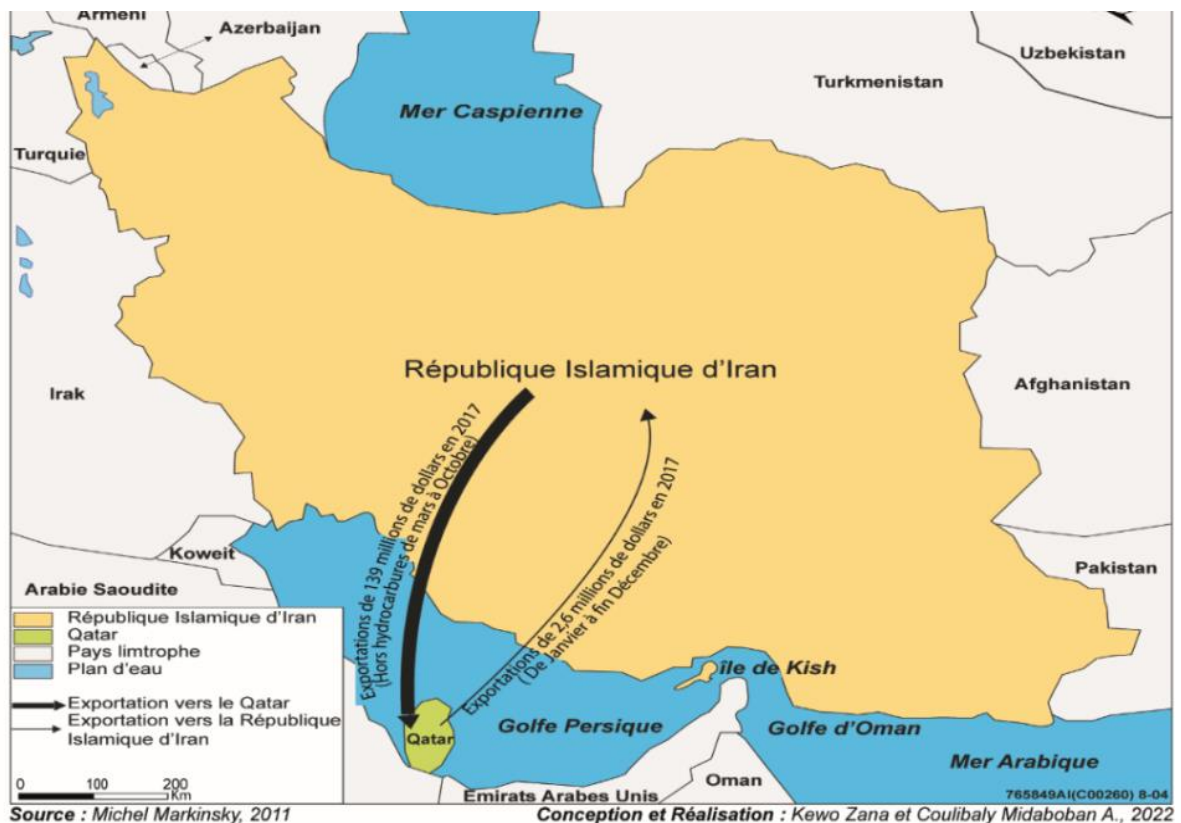 Armeni
Azerbaijan
Uzbekistan
Turkmenistan
Mer Caspienne
Turquie
République Islamique d'Iran
Irak
Afghanistan
Exportations de 139 millions de dollars en 2017
(Hors hydrocarbures de mars à Octobre)
Exportations de 2,6 millions de dollars en 2017
( De Janvier à fin Décembre)
Koweit
Pakistan
Arabie Saoudite
République Islamique d'Iran
Qatar
Pays limtrophe
Plan d'eau
Exportation vers le Qatar
Exportation vers la République
Islamique d'Iran
île de Kish
Qatar
Golfe Persique
Golfe d'Oman
Mer Arabique
Oman
Emirats Arabes Unis
0 100 200
Km
765849AI(C00260) 8-04
Source : Michel Markinsky, 2011 Conception et Réalisation : Kewo Zana et Coulibaly Midaboban A., 2022